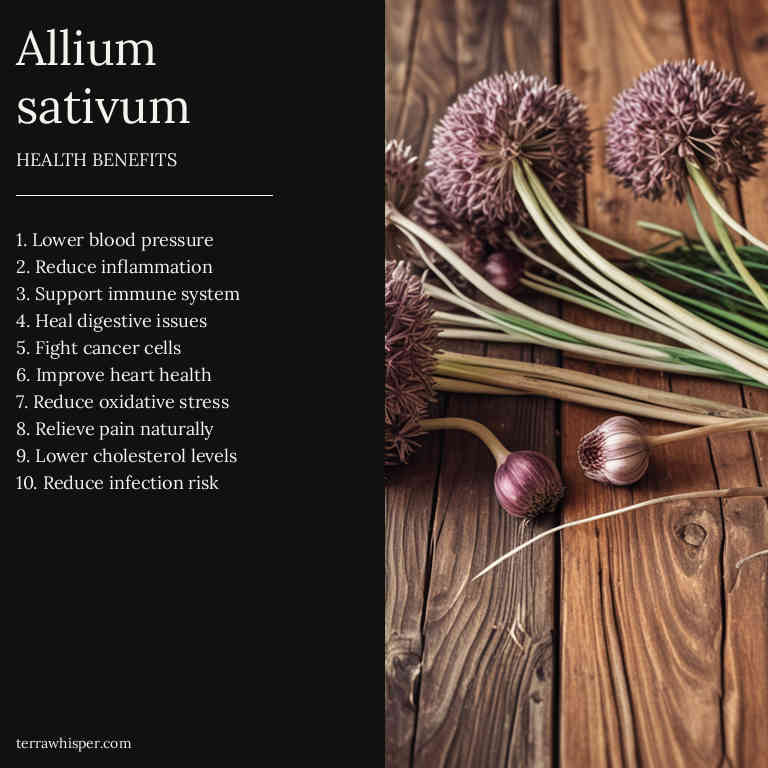 Allium
sativum
HEALTH BENEFITS
1. Lower blood pressure
2. Reduce inflammation
3. Support immune system
4. Heal digestive issues
5. Fight cancer cells
6. Improve heart health
7. Reduce oxidative stress
8. Relieve pain naturally
9. Lower cholesterol levels
10. Reduce infection risk
terrawhisper.com